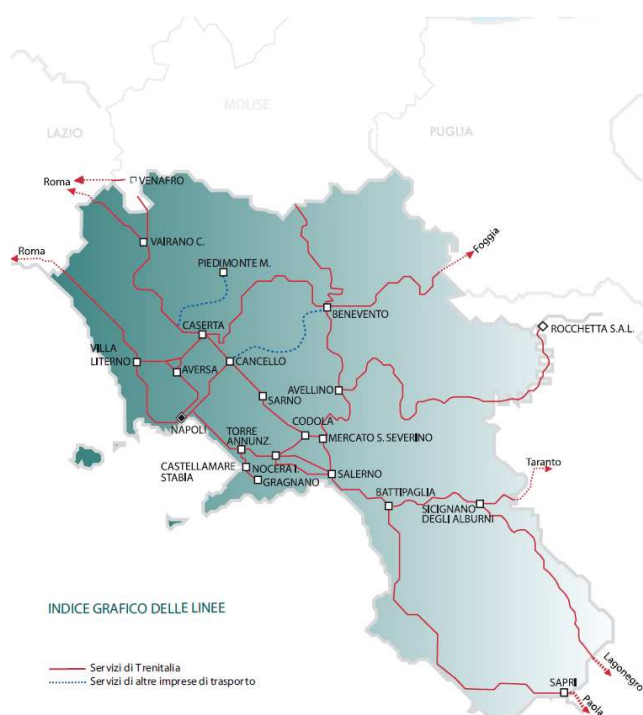 MOLISE
LAZIO
PUGLIA
VENAFRO
Roma
Roma
VAIRANO C.
Foggia
PIEDIMONTE M.
BENEVENTO
ROCCHETTA S.A.L.
CASERTA
VILLA
LITERNO
CANCELLO
AVERSA
AVELLINO
SARNO
NAPOLI
CODOLA
TORRE
ANNUNZ.
MERCATO S. SEVERINO
CASTELLAMARE
STABIA
NOCERA I.
GRAGNANO
SALERNO
Taranto
BATTIPAGLIA
SICIGNANO
DEGLI ALBURNI
INDICE GRAFICO DELLE LINEE
Lagonegro
Servizi di Trenitalia
Servizi di altre imprese di trasporto
SAPRI
Paola